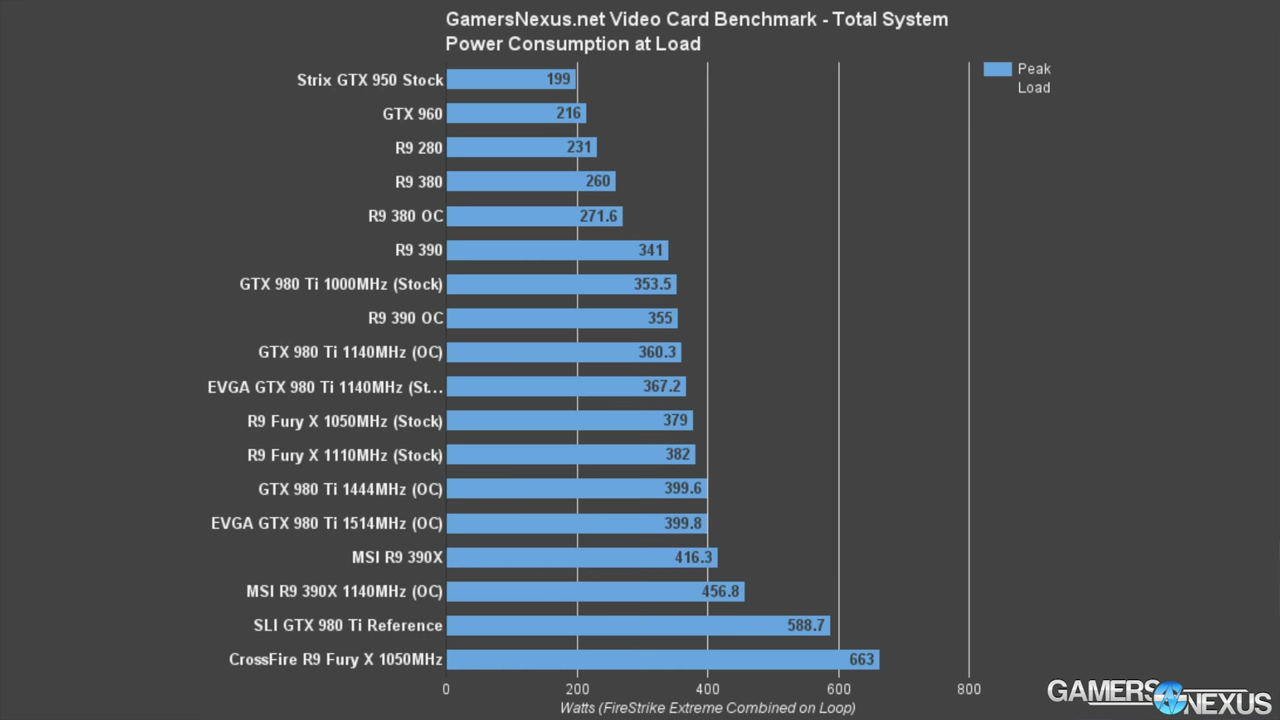 GamersNexus.net Video Card Benchmark - Total System
Power Consumption at Load
Peak
Load
Strix GTX 950 Stock 199
GTX 960 216
R9 280 231
R9 380 260
R9 380 OC 271.6
R9 390 341
GTX 980 Ti 1000MHz (Stock) 353.5
R9 390 OC 355
GTX 980 Ti 1140MHz (OC) 360.3
EVGA GTX 980 Ti 1140MHz (St... 367.2
R9 Fury X 1050MHz (Stock) 379
R9 Fury X 1110MHz (Stock) 382
GTX 980 Ti 1444MHz (OC) 399.6
EVGA GTX 980 Ti 1514MHz (OC) 399.8
MSI R9 390X 416.3
MSI R9 390X 1140MHz (OC) 456.8
SLI GTX 980 Ti Reference 588.7
CrossFire R9 Fury X 1050MHz 663
0 200 400 600 800
Watts (FireStrike Extreme Combined on Loop)
GAMERS
NEXUS